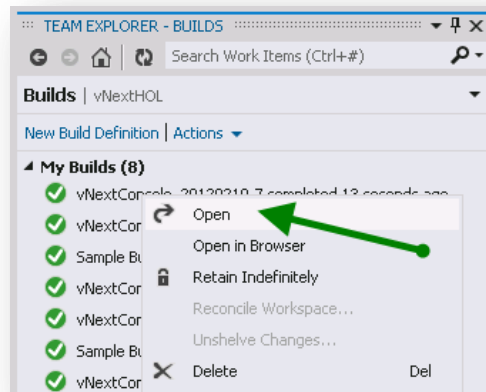 TEAM EXPLORER - BUILDS
Search Work Items (Ctrl+#)
Builds | vNextHOL
New Build Definition | Actions
My Builds (8)
vNextConsole_20120210.7 completed 13 seconds ago
vNextCor Open
Sample Bu Open in Browser
vNextCor Retain Indefinitely
vNextCor Reconcile Workspace...
Sample Bu Unshelve Changes...
vNextCor Delete Del